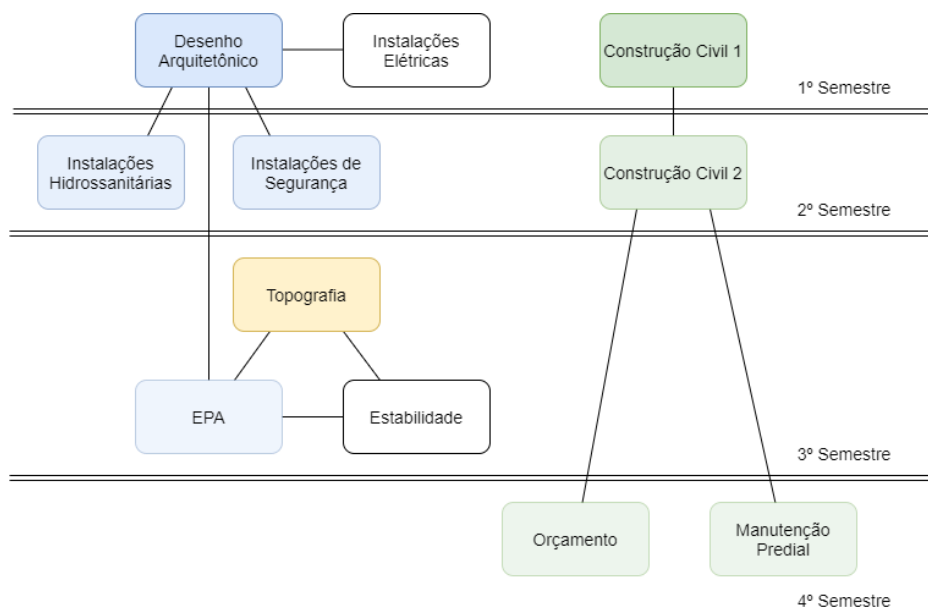 Desenho
Arquitetônico
Instalações
Elétricas
Construção Civil 1
1º Semestre
Instalações
Hidrossanitárias
Instalações de
Segurança
Construção Civil 2
2º Semestre
Topografia
EPA
Estabilidade
3º Semestre
Orçamento
Manutenção
Predial
4º Semestre